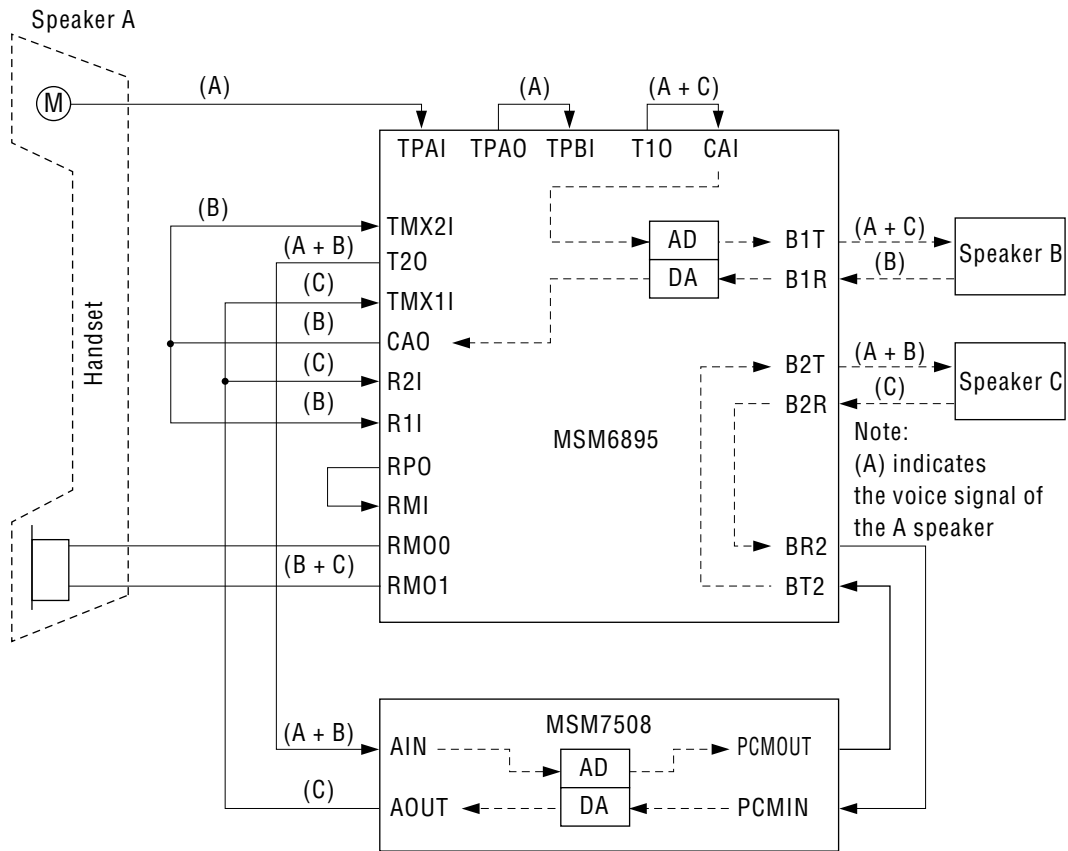 Speaker A
M
(A)
(A)
(A + C)
TPAI
TPAO
TPBI
T1O
CAI
Handset
(B)
TMX2I
(A + B)
T2O
(C)
TMX1I
(B)
CAO
(C)
R2I
(B)
R1I
RPO
RMI
RMO0
(B + C)
RMO1
AD
DA
B1T
B1R
(A + C)
(B)
Speaker B
B2T
B2R
(A + B)
(C)
Speaker C
MSM6895
Note:
(A) indicates
the voice signal of
the A speaker
BR2
BT2
MSM7508
(A + B)
AIN
AD
PCMOUT
(C)
AOUT
DA
PCMIN